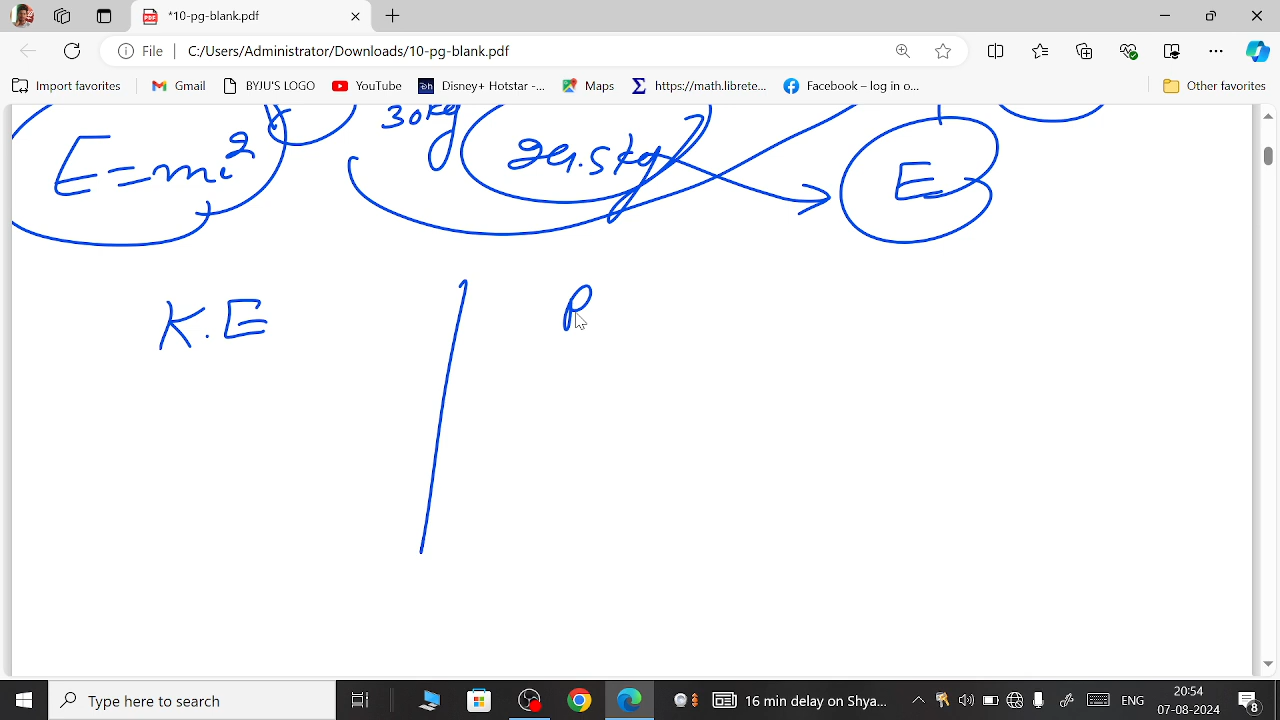 *10-pg-blank.pdf
File
C:/Users/Administrator/Downloads/10-pg-blank.pdf
Import favorites
Gmail
BYJU'S LOGO
YouTube
Disney+ Hotstar -...
Maps
https://math.librete...
Facebook – log in o...
Other favorites
30kg
E=mc²
29.5kg
E
K.E
P
Type here to search
16 min delay on Shya...
ENG
20:54
07-08-2024
8